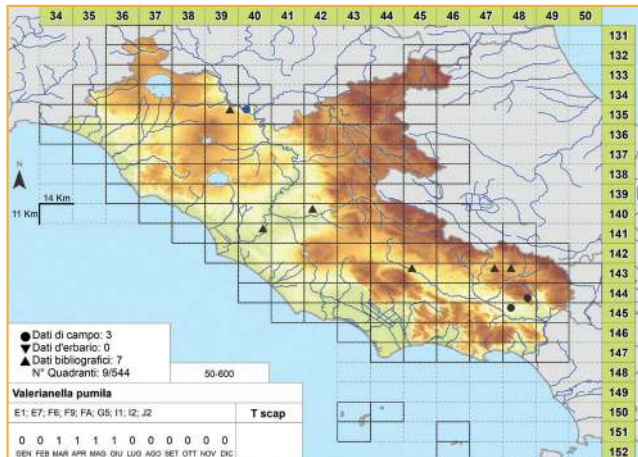 34 35 36 37 38 39 40 41 42 43 44 45 46 47 48 49 50
131
132
133
134
135
136
137
138
139
140
141
142
143
144
145
146
147
148
149
150
151
152
N
14 Km
11 Km
Dati di campo: 3
Dati d'erbario: 0
Dati bibliografici: 7
N° Quadranti: 9/544
50-600
Valerianella pumila
E1; E7; F6; F9; FA; G5; I1; I2; J2
T scap
0 0 1 1 1 1 0 0 0 0 0 0
GEN FEB MAR APR MAG GIU LUG AGO SET OTT NOV DIC